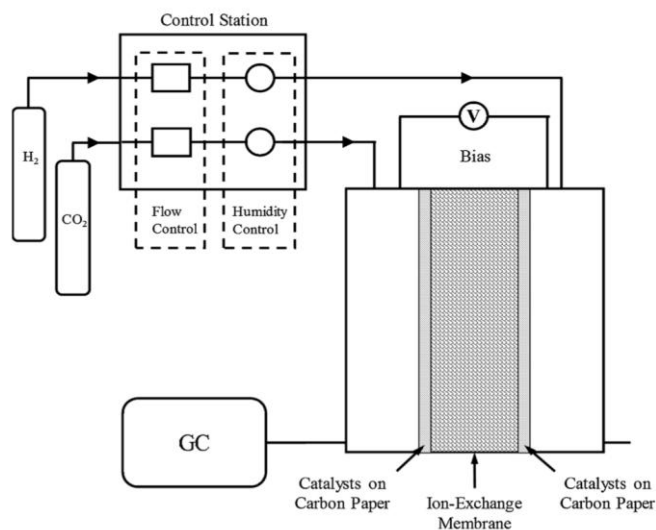 Control Station
H2
CO2
Flow
Control
Humidity
Control
V
Bias
GC
Catalysts on
Carbon Paper
Ion-Exchange
Membrane
Catalysts on
Carbon Paper